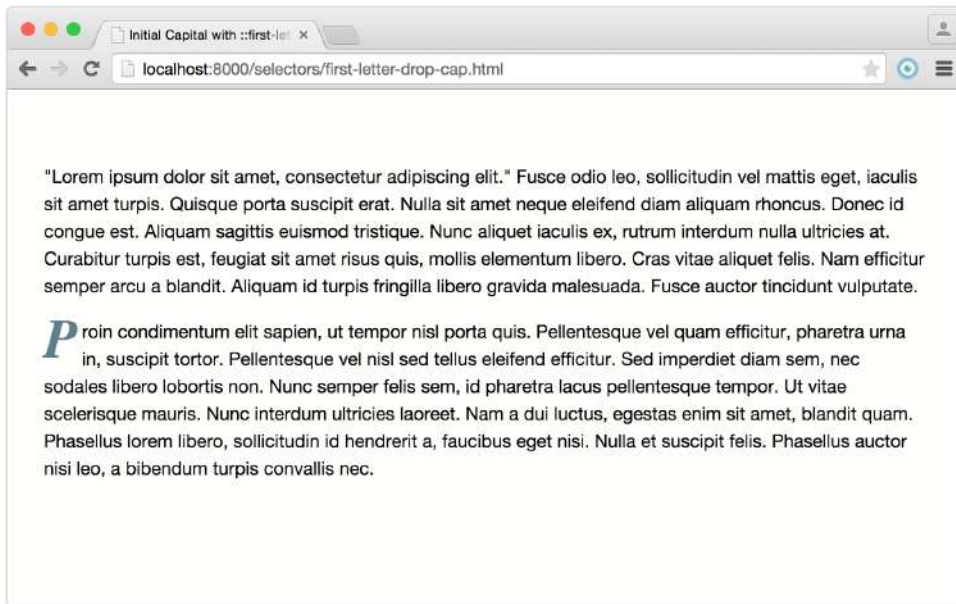 Initial Capital with ::first-let
localhost:8000/selectors/first-letter-drop-cap.html
"Lorem ipsum dolor sit amet, consectetur adipiscing elit." Fusce odio leo, sollicitudin vel mattis eget, iaculis
sit amet turpis. Quisque porta suscipit erat. Nulla sit amet neque eleifend diam aliquam rhoncus. Donec id
congue est. Aliquam sagittis euismod tristique. Nunc aliquet iaculis ex, rutrum interdum nulla ultricies at.
Curabitur turpis est, feugiat sit amet risus quis, mollis elementum libero. Cras vitae aliquet felis. Nam efficitur
semper arcu a blandit. Aliquam id turpis fringilla libero gravida malesuada. Fusce auctor tincidunt vulputate.
Proin condimentum elit sapien, ut tempor nisl porta quis. Pellentesque vel quam efficitur, pharetra urna
in, suscipit tortor. Pellentesque vel nisl sed tellus eleifend efficitur. Sed imperdiet diam sem, nec
sodales libero lobortis non. Nunc semper felis sem, id pharetra lacus pellentesque tempor. Ut vitae
scelerisque mauris. Nunc interdum ultricies laoreet. Nam a dui luctus, egestas enim sit amet, blandit quam.
Phasellus lorem libero, sollicitudin id hendrerit a, faucibus eget nisi. Nulla et suscipit felis. Phasellus auctor
nisi leo, a bibendum turpis convallis nec.